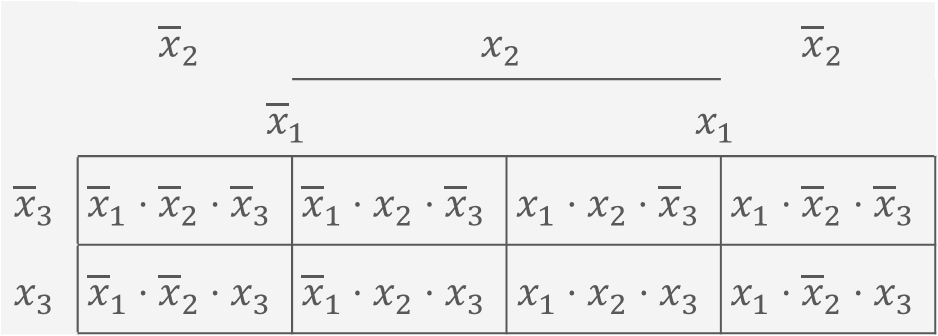 x̅₂ x₂ x̅₂
x̅₁ x₁
x̅₃ x̅₁ · x̅₂ · x̅₃ x̅₁ · x₂ · x̅₃ x₁ · x₂ · x̅₃ x₁ · x̅₂ · x̅₃
x₃ x̅₁ · x̅₂ · x₃ x̅₁ · x₂ · x₃ x₁ · x₂ · x₃ x₁ · x̅₂ · x₃